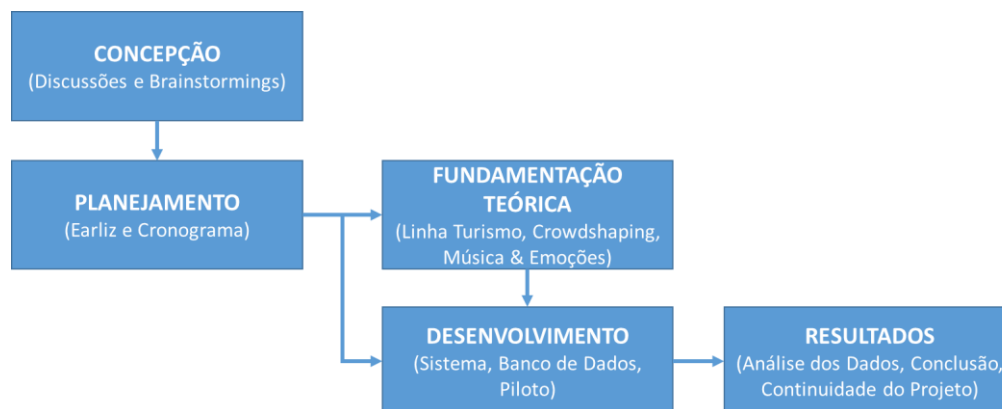 CONCEPÇÃO
(Discussões e Brainstormings)
PLANEJAMENTO
(Earliz e Cronograma)
FUNDAMENTAÇÃO
TEÓRICA
(Linha Turismo, Crowdshaping,
Música & Emoções)
DESENVOLVIMENTO
(Sistema, Banco de Dados,
Piloto)
RESULTADOS
(Análise dos Dados, Conclusão,
Continuidade do Projeto)